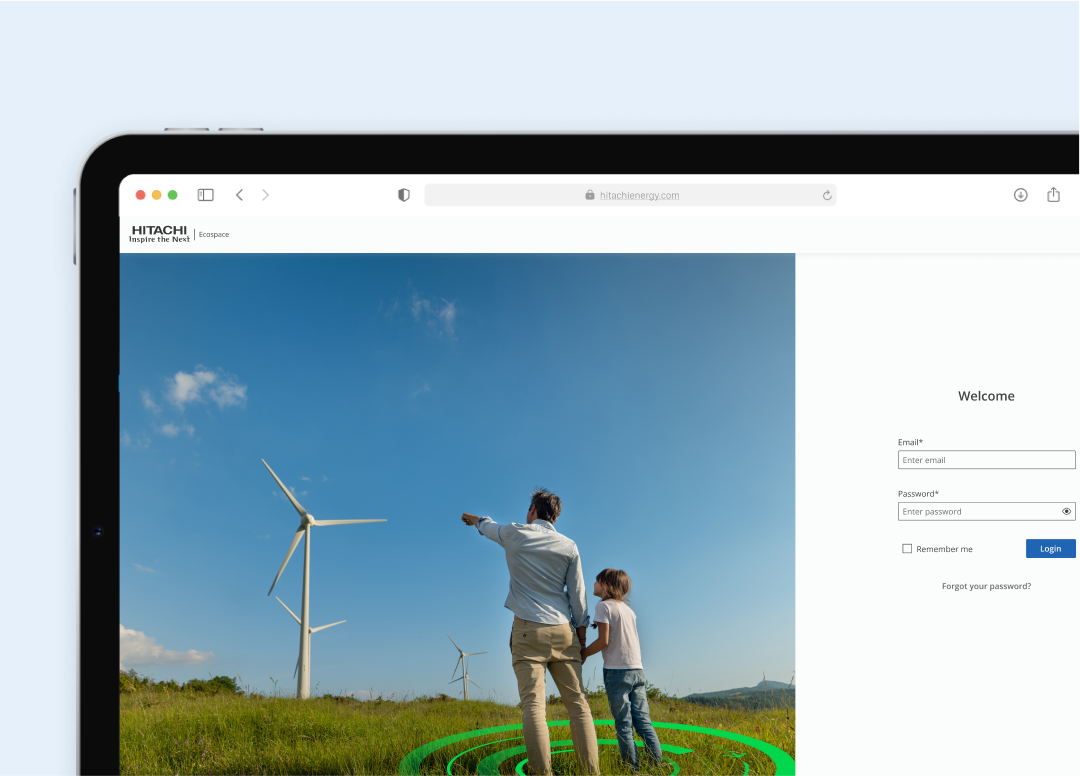 hitachienergy.com
HITACHI
Inspire the Next
Ecospace
Welcome
Email*
Enter email
Password*
Enter password
Remember me
Login
Forgot your password?